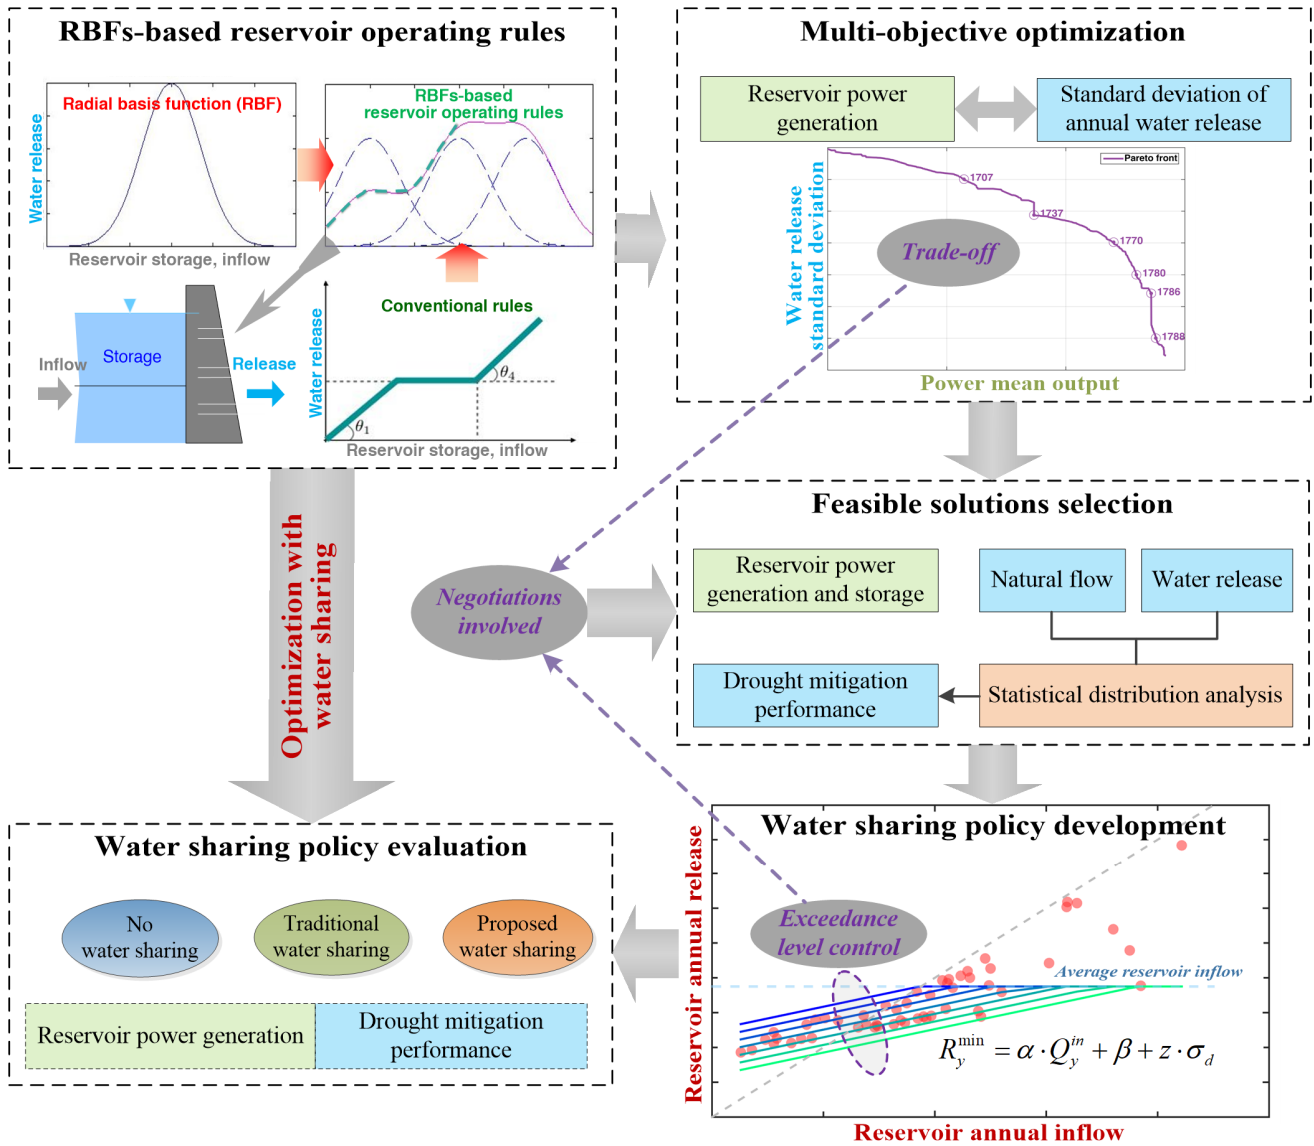 RBFs-based reservoir operating rules
Radial basis function (RBF)
Water release
Reservoir storage, inflow
RBFs-based
reservoir operating rules
Inflow
Storage
Release
Conventional rules
Water release
θ1
θ4
Reservoir storage, inflow
Multi-objective optimization
Reservoir power
generation
Standard deviation of
annual water release
Pareto front
1707
1737
1770
1780
1786
1788
Trade-off
Water release
standard deviation
Power mean output
Optimization with
water sharing
Negotiations
involved
Feasible solutions selection
Reservoir power
generation and storage
Natural flow
Water release
Drought mitigation
performance
Statistical distribution analysis
Water sharing policy development
Exceedance
level control
Average reservoir inflow
R_y^min = α · Q_y^in + β + z · σ_d
Reservoir annual release
Reservoir annual inflow
Water sharing policy evaluation
No
water sharing
Traditional
water sharing
Proposed
water sharing
Reservoir power generation
Drought mitigation
performance